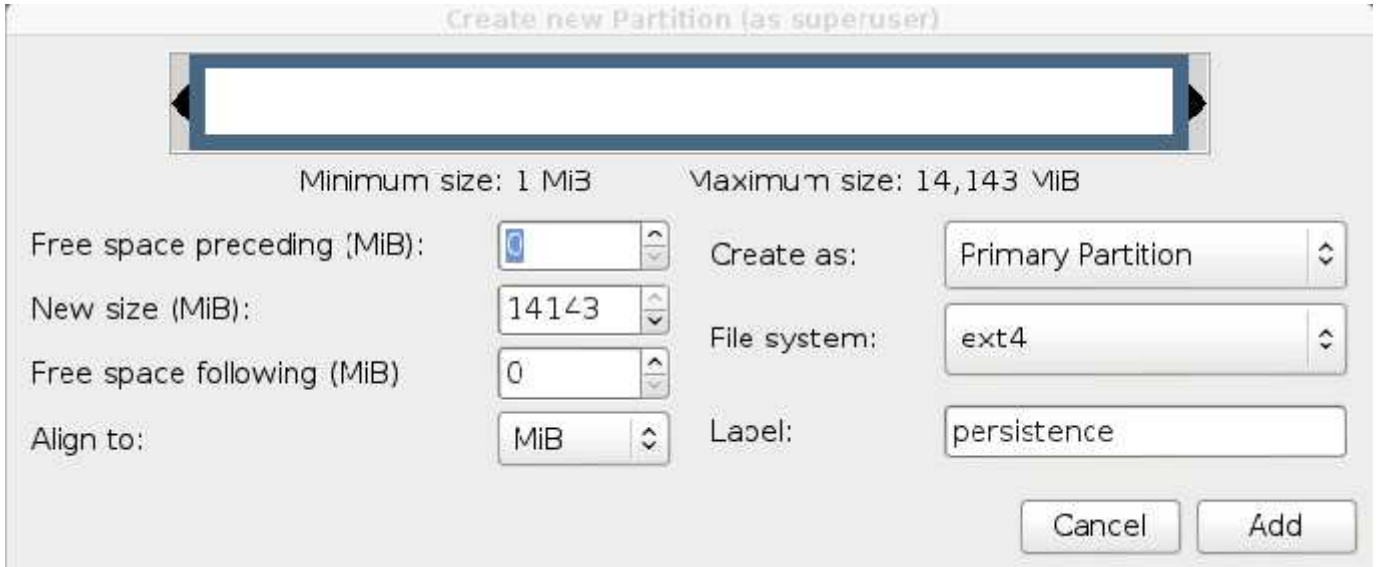 Create new Partition (as superuser)
Minimum size: 1 MiB Maximum size: 14,143 MiB
Free space preceding (MiB): 0
New size (MiB): 14143
Free space following (MiB) 0
Align to: MiB
Create as: Primary Partition
File system: ext4
Label: persistence
Cancel Add